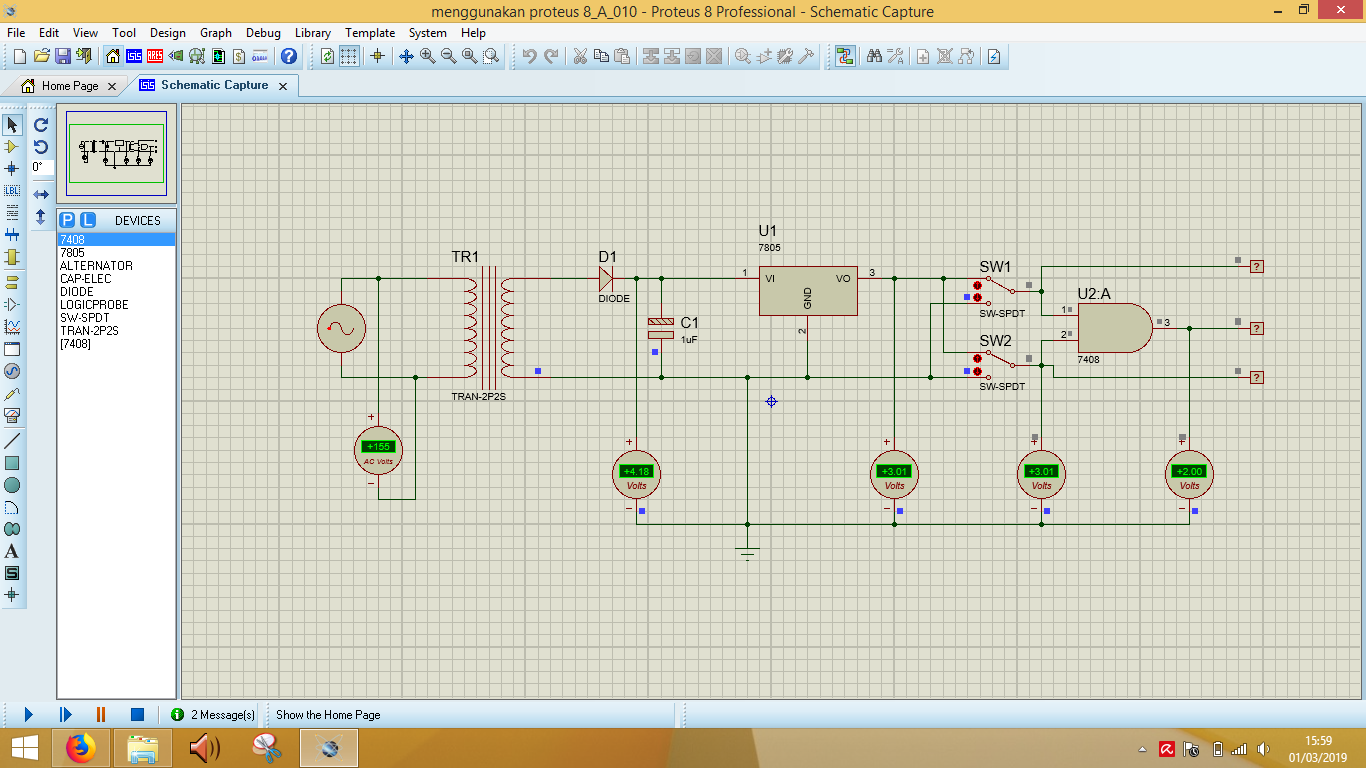 menggunakan proteus 8_A_010 - Proteus 8 Professional - Schematic Capture
File Edit View Tool Design Graph Debug Library Template System Help
Home Page
Schematic Capture
0°
LBL
P L DEVICES
7408
7805
ALTERNATOR
CAP-ELEC
DIODE
LOGICPROBE
SW-SPDT
TRAN-2P2S
[7408]
A
S
TR1
TRAN-2P2S
D1
DIODE
C1
1uF
U1
7805
1
VI
VO
3
GND
2
SW1
SW-SPDT
SW2
SW-SPDT
U2:A
1
2
3
7408
?
?
?
+
+155
AC Volts
−
+
+4.18
Volts
−
+
+3.01
Volts
−
+
+3.01
Volts
−
+
+2.00
Volts
−
2 Message(s)
Show the Home Page
15:59
01/03/2019